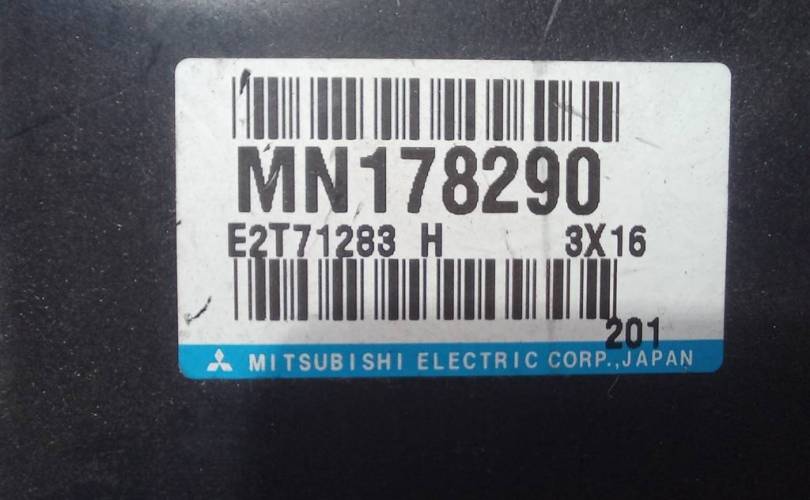 MN178290
E2T71283 H 3X16
201
MITSUBISHI ELECTRIC CORP.,JAPAN